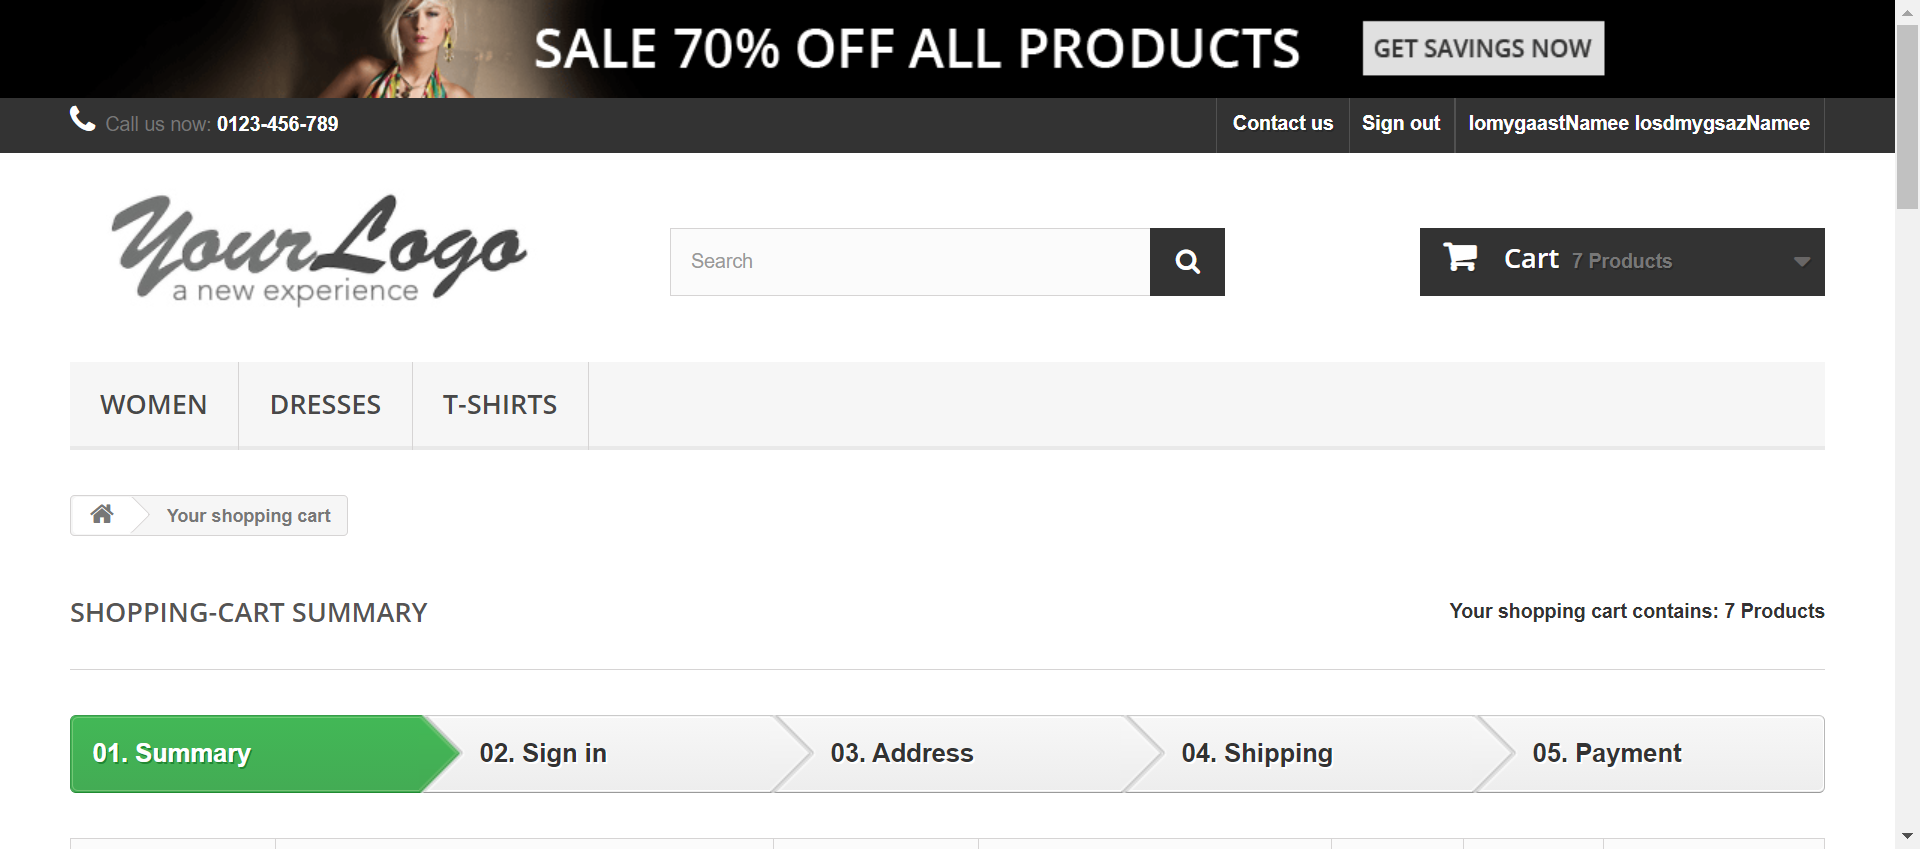 SALE 70% OFF ALL PRODUCTS GET SAVINGS NOW
Call us now: 0123-456-789 Contact us Sign out lomygaastNamee losdmygsazNamee
Your Logo
a new experience
Search Cart 7 Products
WOMEN DRESSES T-SHIRTS
Your shopping cart
SHOPPING-CART SUMMARY Your shopping cart contains: 7 Products
01. Summary 02. Sign in 03. Address 04. Shipping 05. Payment